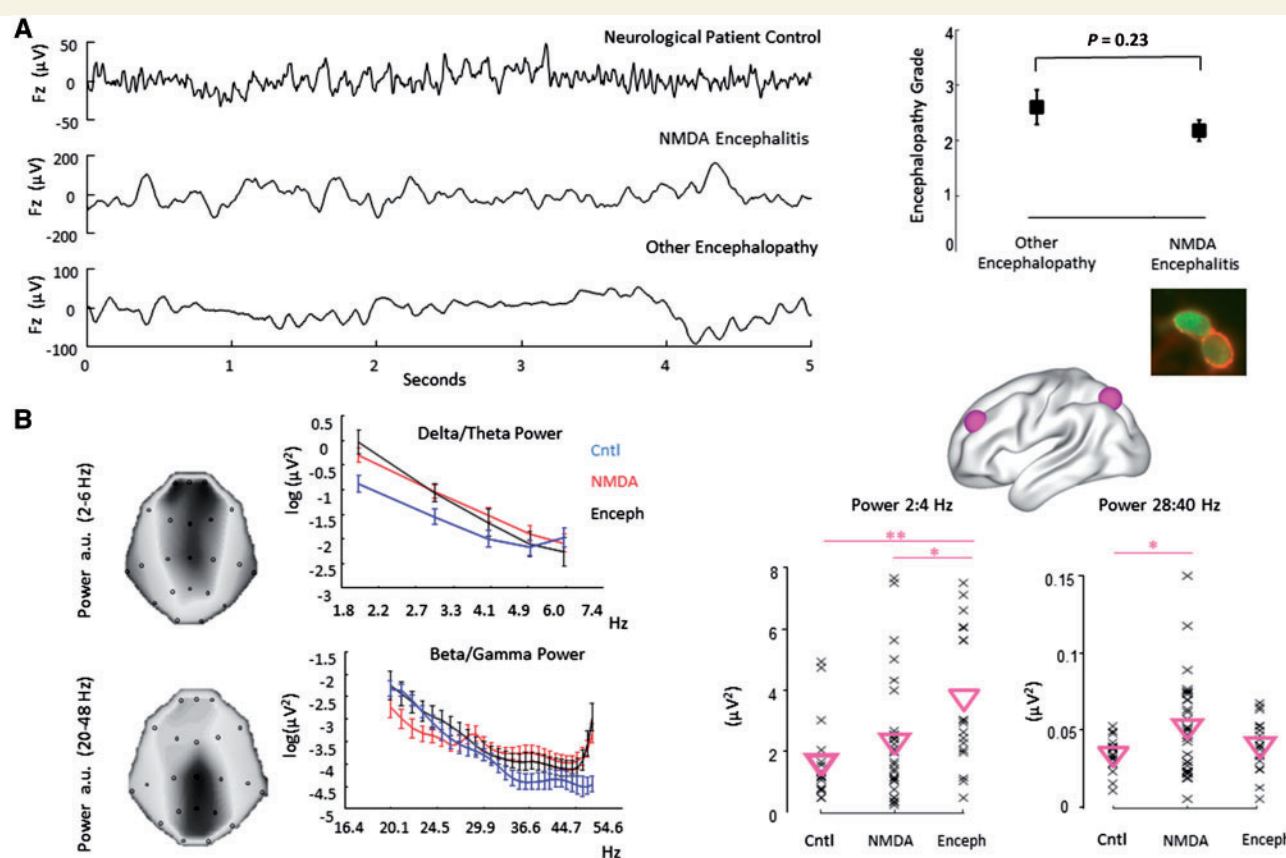 A
50
0
-50
Fz (μV)
Neurological Patient Control
200
0
-200
Fz (μV)
NMDA Encephalitis
100
0
-100
Fz (μV)
Other Encephalopathy
0 1 2 3 4 5
Seconds
4
3
2
1
0
Encephalopathy Grade
P = 0.23
Other
Encephalopathy
NMDA
Encephalitis
B
Power a.u. (2-6 Hz)
0.5
0
-0.5
-1
-1.5
-2
-2.5
-3
log (μV²)
Delta/Theta Power
Cntl
NMDA
Enceph
1.8 2.2 2.7 3.3 4.1 4.9 6.0 7.4
Hz
Power a.u. (20-48 Hz)
-1.5
-2
-2.5
-3
-3.5
-4
-4.5
-5
log(μV²)
Beta/Gamma Power
16.4 20.1 24.5 29.9 36.6 44.7 54.6
Hz
Power 2:4 Hz
**
*
8
6
4
2
0
(μV²)
Cntl NMDA Enceph
Power 28:40 Hz
*
0.15
0.1
0.05
0
(μV²)
Cntl NMDA Enceph